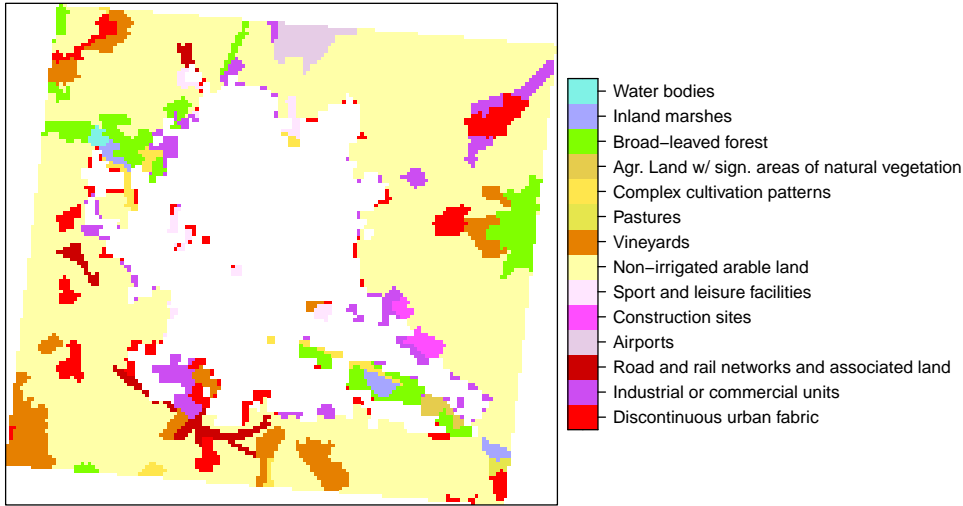 Water bodies
Inland marshes
Broad−leaved forest
Agr. Land w/ sign. areas of natural vegetation
Complex cultivation patterns
Pastures
Vineyards
Non−irrigated arable land
Sport and leisure facilities
Construction sites
Airports
Road and rail networks and associated land
Industrial or commercial units
Discontinuous urban fabric